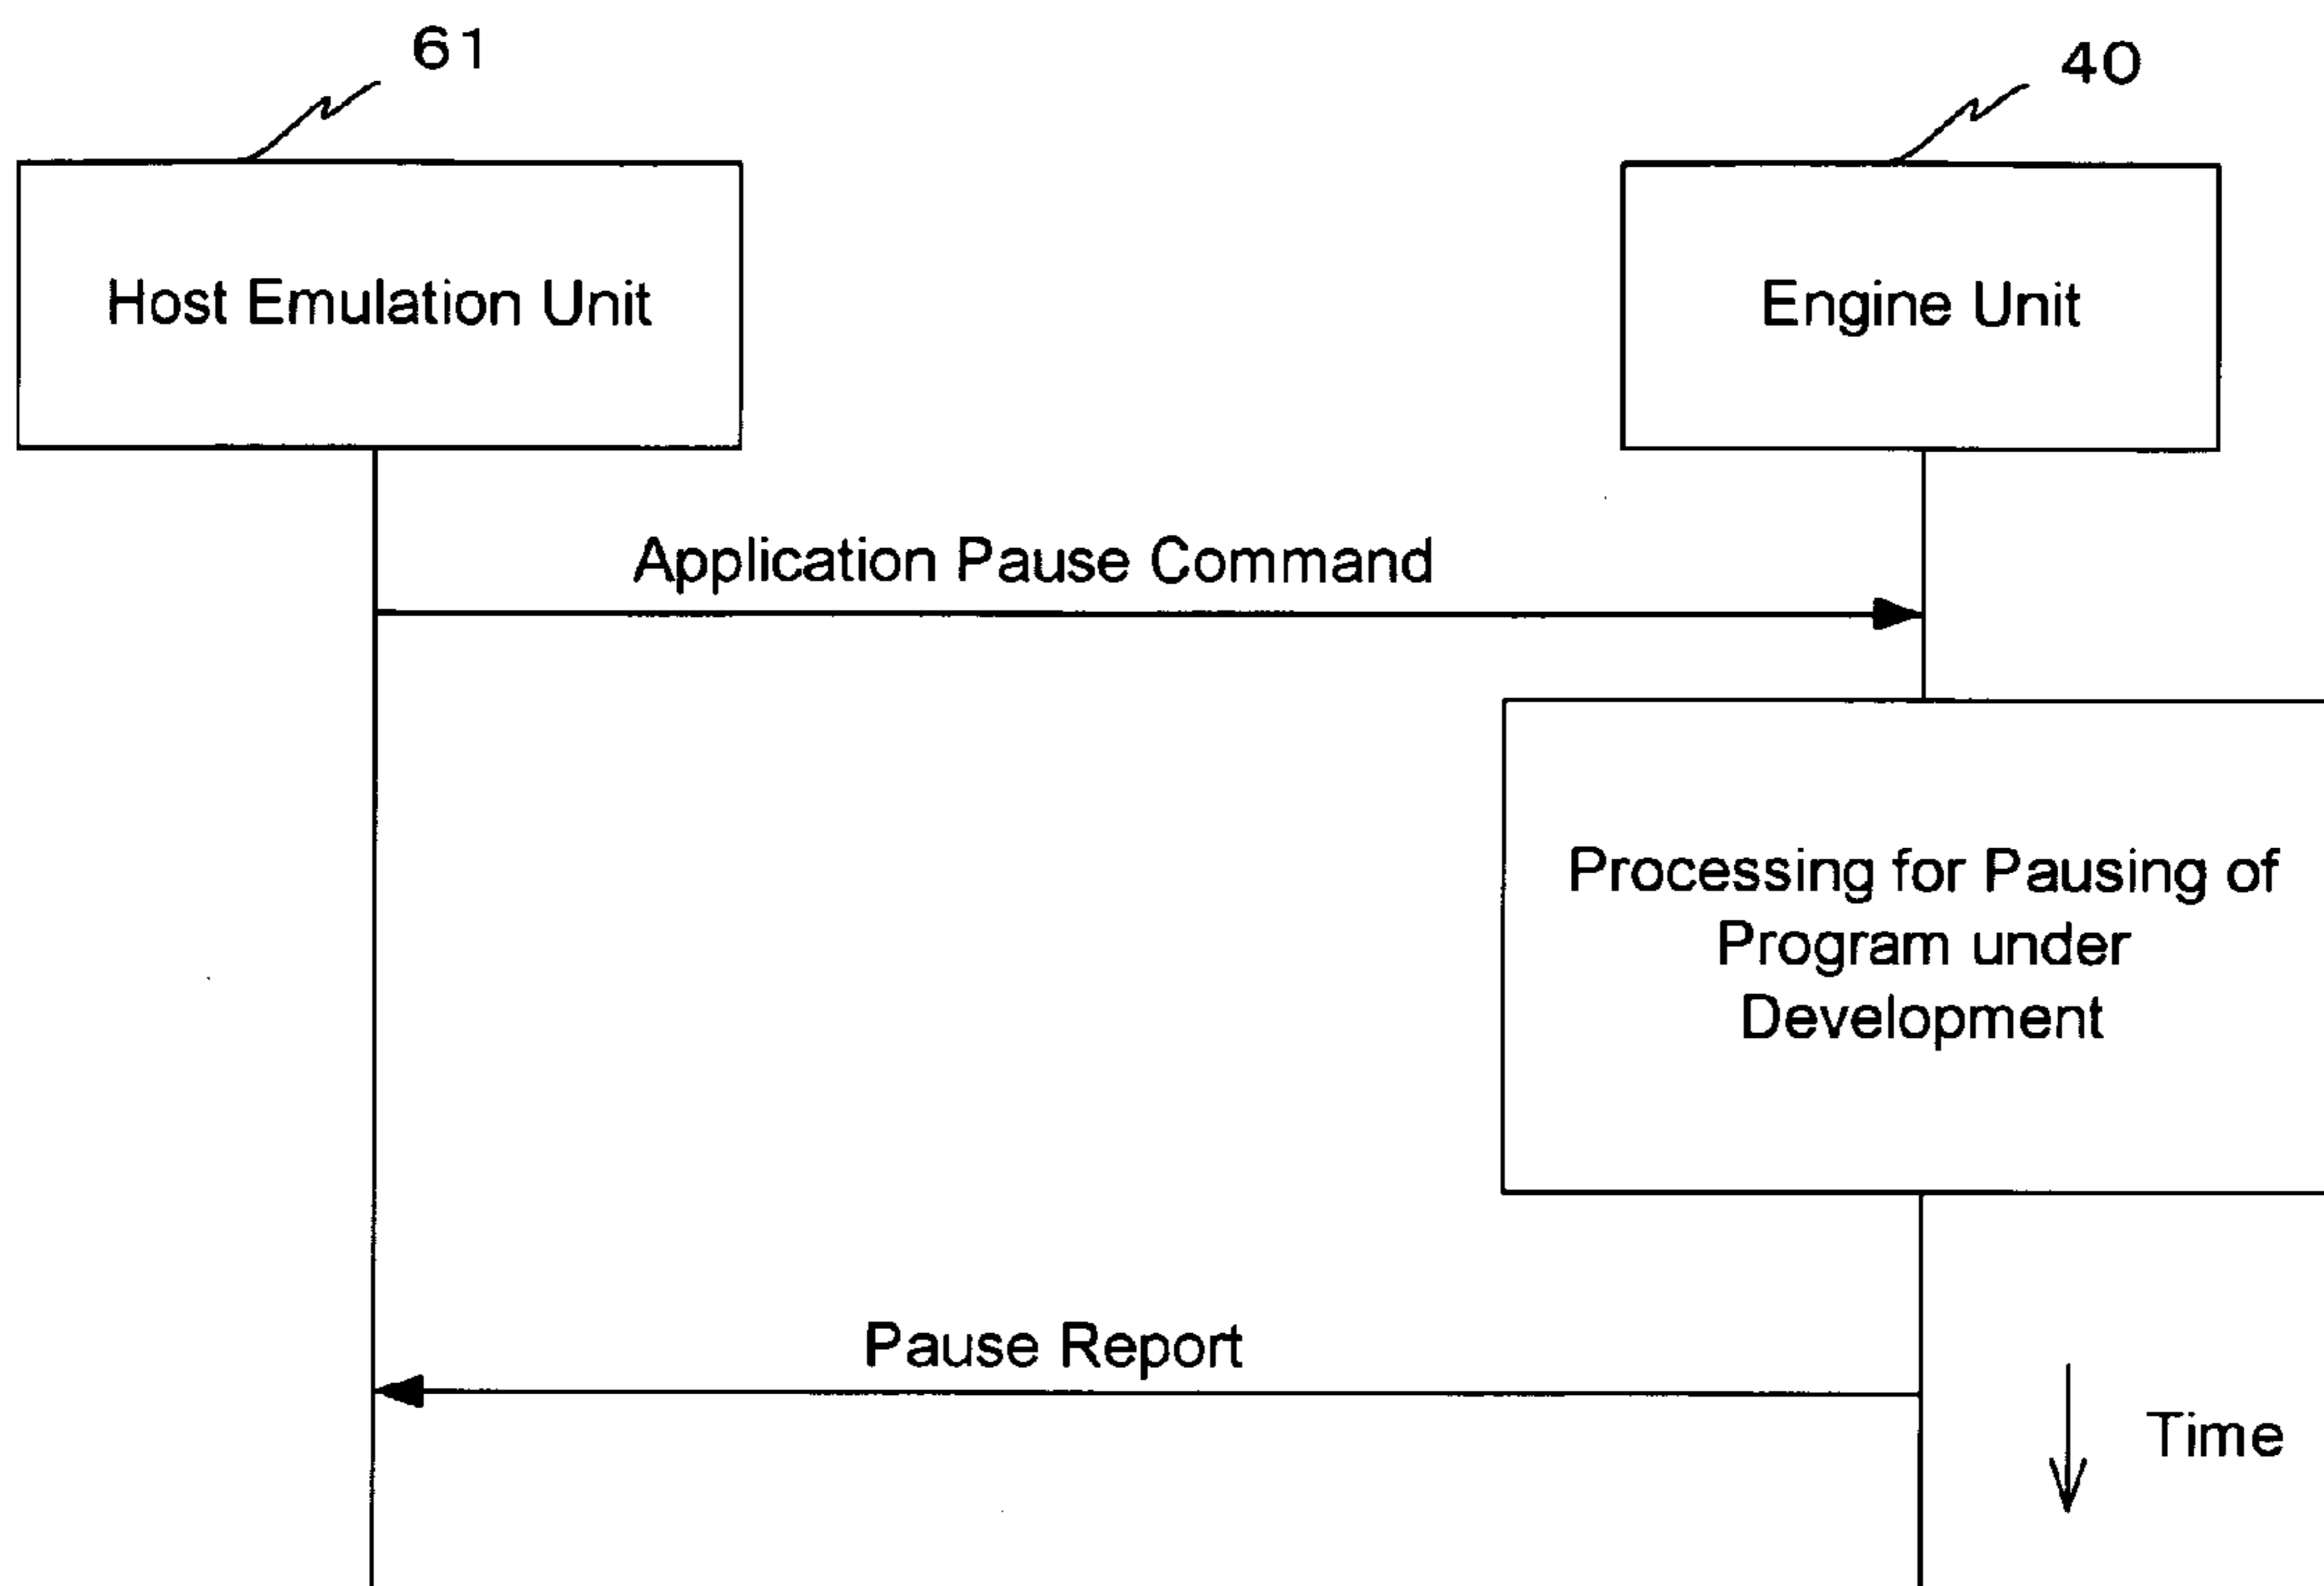 61
40
Host Emulation Unit
Engine Unit
Application Pause Command
Processing for Pausing of
Program under
Development
Pause Report
Time